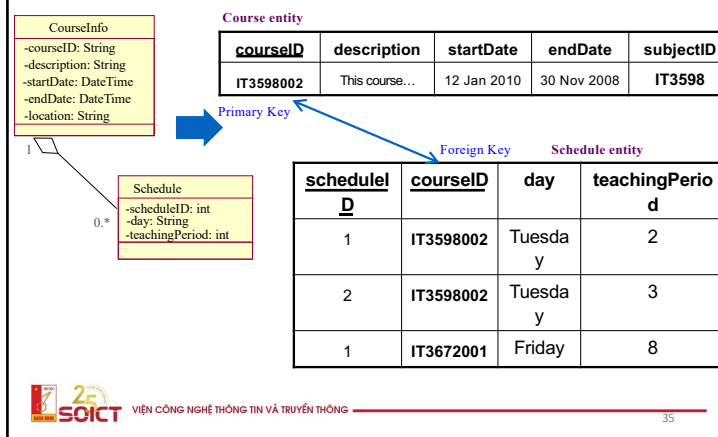 CourseInfo
-courseID: String
-description: String
-startDate: DateTime
-endDate: DateTime
-location: String
1
0.*
Schedule
-scheduleID: int
-day: String
-teachingPeriod: int
Course entity
courseID description startDate endDate subjectID
IT3598002 This course… 12 Jan 2010 30 Nov 2008 IT3598
Primary Key
Foreign Key
Schedule entity
scheduleI
D
courseID
day
teachingPerio
d
1 IT3598002 Tuesda
y
2
2 IT3598002 Tuesda
y
3
1 IT3672001 Friday 8
25
SOICT
VIỆN CÔNG NGHỆ THÔNG TIN VÀ TRUYỀN THÔNG
35